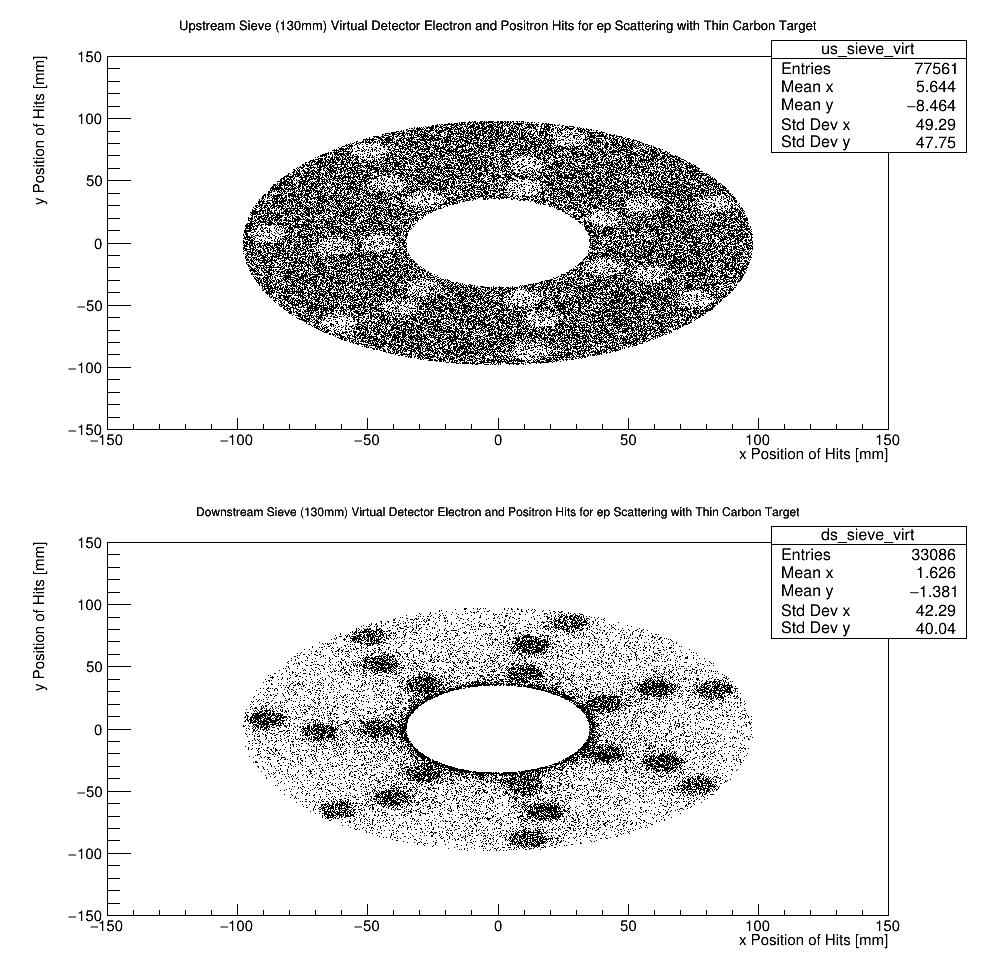 Upstream Sieve (130mm) Virtual Detector Electron and Positron Hits for ep Scattering with Thin Carbon Target
us_sieve_virt
Entries 77561
Mean x 5.644
Mean y −8.464
Std Dev x 49.29
Std Dev y 47.75
y Position of Hits [mm]
150
100
50
0
−50
−100
−150
−150 −100 −50 0 50 100 150
x Position of Hits [mm]
Downstream Sieve (130mm) Virtual Detector Electron and Positron Hits for ep Scattering with Thin Carbon Target
ds_sieve_virt
Entries 33086
Mean x 1.626
Mean y −1.381
Std Dev x 42.29
Std Dev y 40.04
y Position of Hits [mm]
150
100
50
0
−50
−100
−150
−150 −100 −50 0 50 100 150
x Position of Hits [mm]